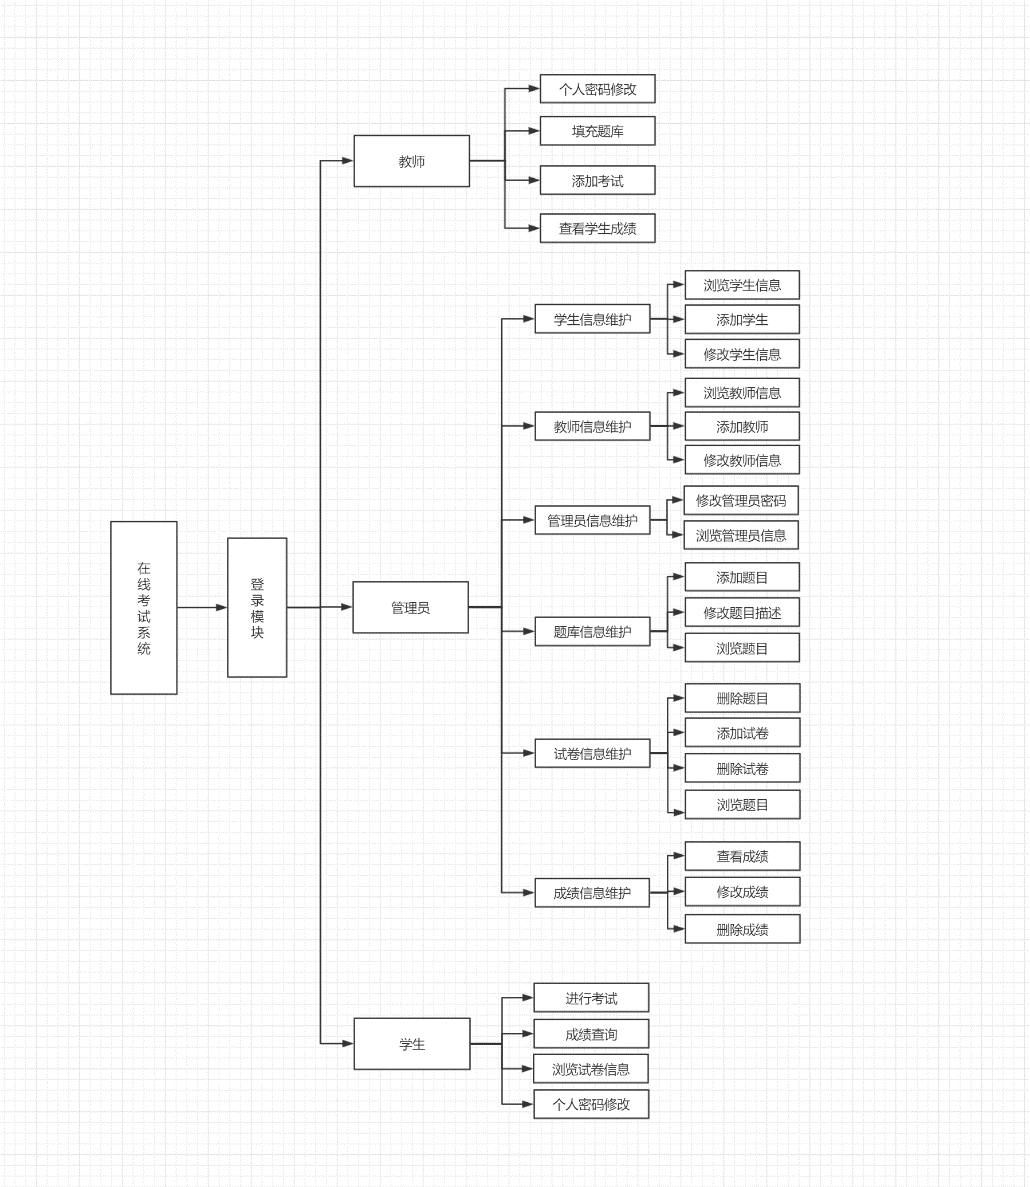 在线考试系统
登录模块
教师
个人密码修改
填充题库
添加考试
查看学生成绩
管理员
学生信息维护
浏览学生信息
添加学生
修改学生信息
教师信息维护
浏览教师信息
添加教师
修改教师信息
管理员信息维护
修改管理员密码
浏览管理员信息
题库信息维护
添加题目
修改题目描述
浏览题目
试卷信息维护
删除题目
添加试卷
删除试卷
浏览题目
成绩信息维护
查看成绩
修改成绩
删除成绩
学生
进行考试
成绩查询
浏览试卷信息
个人密码修改